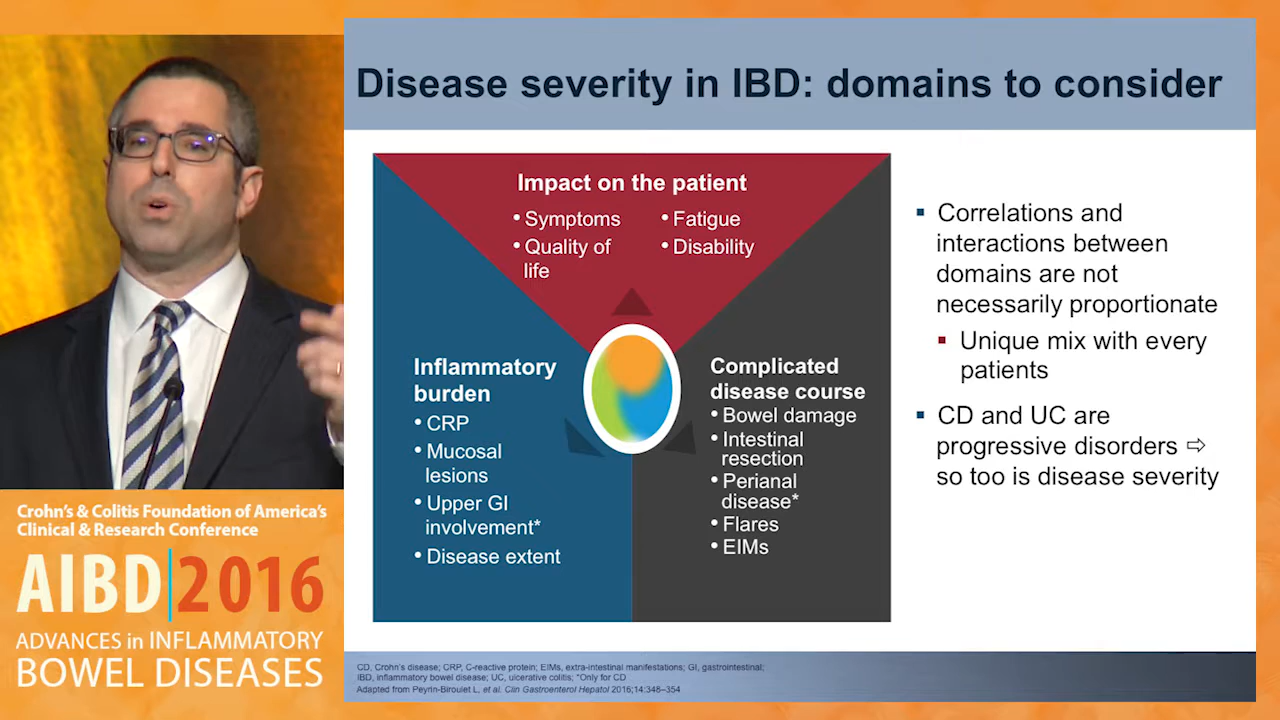 Disease severity in IBD: domains to consider
Impact on the patient
• Symptoms
• Quality of
life
• Fatigue
• Disability
Inflammatory
burden
• CRP
• Mucosal
lesions
• Upper GI
involvement*
• Disease extent
Complicated
disease course
• Bowel damage
• Intestinal
resection
• Perianal
disease*
• Flares
• EIMs
▪ Correlations and
interactions between
domains are not
necessarily proportionate
▪ Unique mix with every
patients
▪ CD and UC are
progressive disorders ⇨
so too is disease severity
CD, Crohn's disease; CRP, C-reactive protein; EIMs, extra-intestinal manifestations; GI, gastrointestinal;
IBD, inflammatory bowel disease; UC, ulcerative colitis; *Only for CD
Adapted from Peyrin-Biroulet L, et al. Clin Gastroenterol Hepatol 2016;14:348–354
Crohn's & Colitis Foundation of America's
Clinical & Research Conference
AIBD|2016
ADVANCES in INFLAMMATORY
BOWEL DISEASES